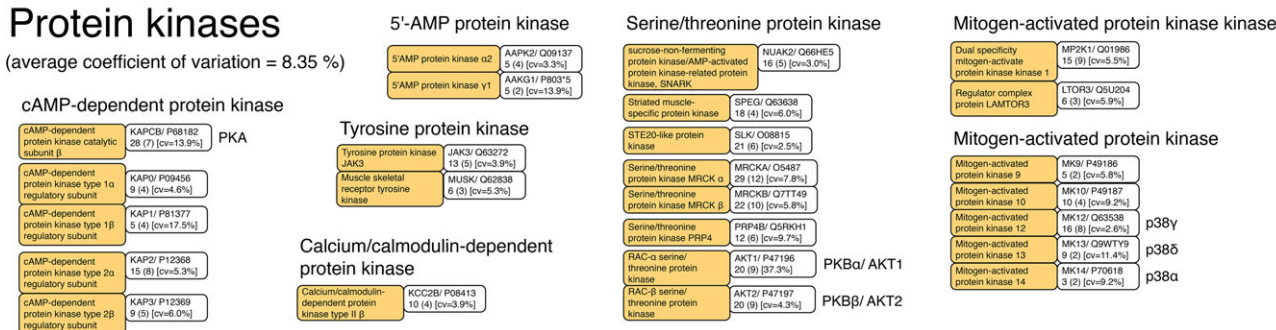 Protein kinases
(average coefficient of variation = 8.35 %)
cAMP-dependent protein kinase
cAMP-dependent
protein kinase catalytic
subunit β
KAPCB/ P68182
28 (7) [cv=13.9%]
PKA
cAMP-dependent
protein kinase type 1α
regulatory subunit
KAP0/ P09456
9 (4) [cv=4.6%]
cAMP-dependent
protein kinase type 1β
regulatory subunit
KAP1/ P81377
5 (4) [cv=17.5%]
cAMP-dependent
protein kinase type 2α
regulatory subunit
KAP2/ P12368
15 (8) [cv=5.3%]
cAMP-dependent
protein kinase type 2β
regulatory subunit
KAP3/ P12369
9 (5) [cv=6.0%]
5'-AMP protein kinase
5'AMP protein kinase α2
AAPK2/ Q09137
5 (4) [cv=3.3%]
5'AMP protein kinase γ1
AAKG1/ P803*5
5 (2) [cv=13.9%]
Tyrosine protein kinase
Tyrosine protein kinase
JAK3
JAK3/ Q63272
13 (5) [cv=3.9%]
Muscle skeletal
receptor tyrosine
kinase
MUSK/ Q62838
6 (3) [cv=5.3%]
Calcium/calmodulin-dependent
protein kinase
Calcium/calmodulin-
dependent protein
kinase type II β
KCC2B/ P08413
10 (4) [cv=3.9%]
Serine/threonine protein kinase
sucrose-non-fermenting
protein kinase/AMP-activated
protein kinase-related protein
kinase, SNARK
NUAK2/ Q66HE5
16 (5) [cv=3.0%]
Striated muscle-
specific protein kinase
SPEG/ Q63638
18 (4) [cv=6.0%]
STE20-like protein
kinase
SLK/ O08815
21 (6) [cv=2.5%]
Serine/threonine
protein kinase MRCK α
MRCKA/ O5487
29 (12) [cv=7.8%]
Serine/threonine
protein kinase MRCK β
MRCKB/ Q7TT49
22 (10) [cv=5.8%]
Serine/threonine
protein kinase PRP4
PRP4B/ Q5RKH1
12 (6) [cv=9.7%]
RAC-α serine/
threonine protein
kinase
AKT1/ P47196
20 (9) [37.3%]
PKBα/ AKT1
RAC-β serine/
threonine protein
kinase
AKT2/ P47197
20 (9) [cv=4.3%]
PKBβ/ AKT2
Mitogen-activated protein kinase kinase
Dual specificity
mitogen-activate
protein kinase kinase 1
MP2K1/ Q01986
15 (9) [cv=5.5%]
Regulator complex
protein LAMTOR3
LTOR3/ Q5U204
6 (3) [cv=5.9%]
Mitogen-activated protein kinase
Mitogen-activated
protein kinase 9
MK9/ P49186
5 (2) [cv=5.8%]
Mitogen-activated
protein kinase 10
MK10/ P49187
10 (4) [cv=9.2%]
Mitogen-activated
protein kinase 12
MK12/ Q63538
16 (8) [cv=2.6%]
p38γ
Mitogen-activated
protein kinase 13
MK13/ Q9WTY9
9 (2) [cv=11.4%]
p38δ
Mitogen-activated
protein kinase 14
MK14/ P70618
3 (2) [cv=9.2%]
p38α